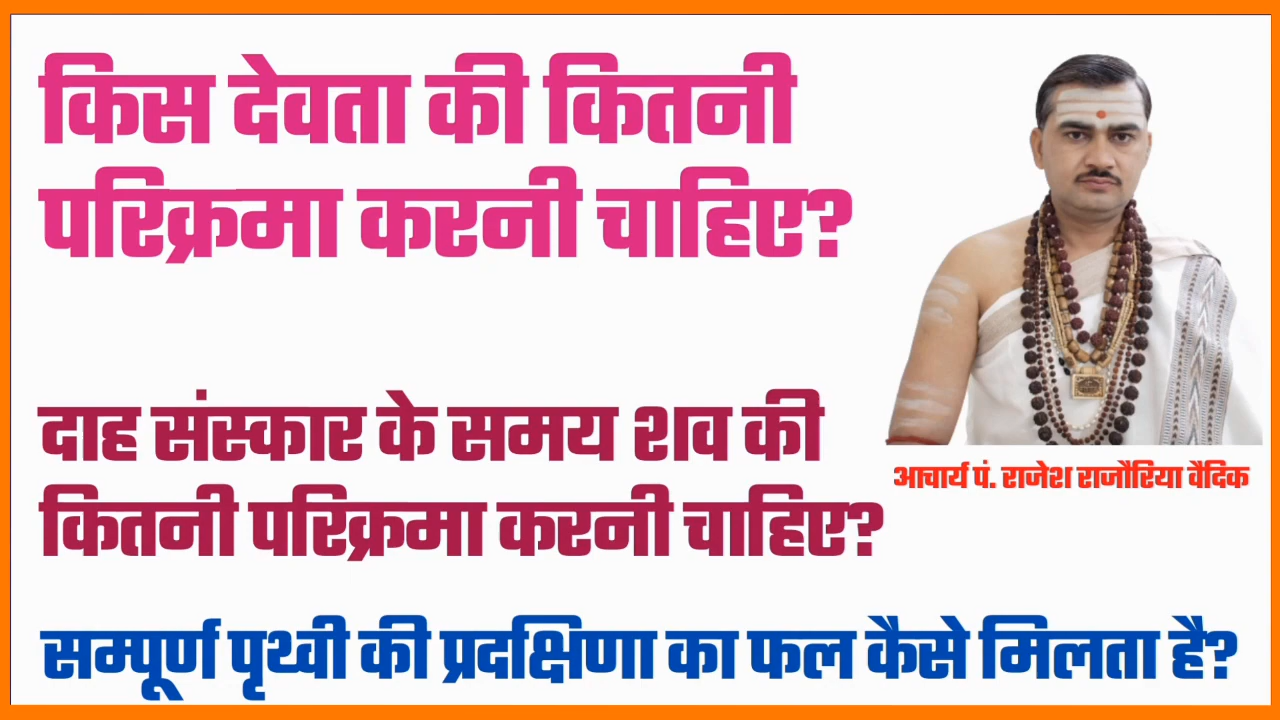 किस देवता की कितनी
परिक्रमा करनी चाहिए?
दाह संस्कार के समय शव की
कितनी परिक्रमा करनी चाहिए?
आचार्य पं. राजेश राजौरिया वैदिक
सम्पूर्ण पृथ्वी की प्रदक्षिणा का फल कैसे मिलता है?